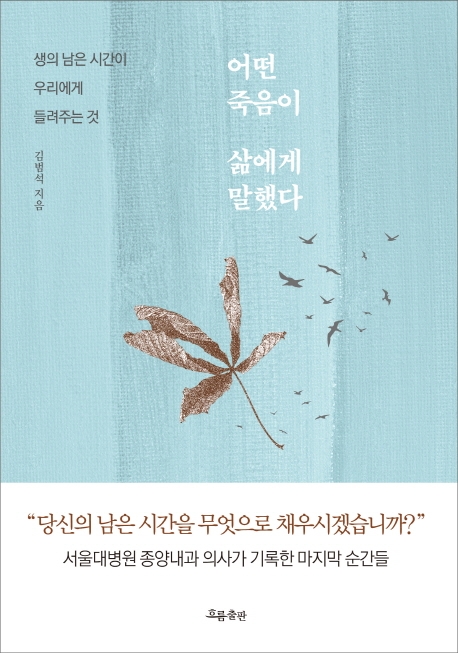 생의 남은 시간이
우리에게
들려주는 것
김범석 지음
어떤
죽음이
삶에게
말했다
“당신의 남은 시간을 무엇으로 채우시겠습니까?”
서울대병원 종양내과 의사가 기록한 마지막 순간들
흐름출판